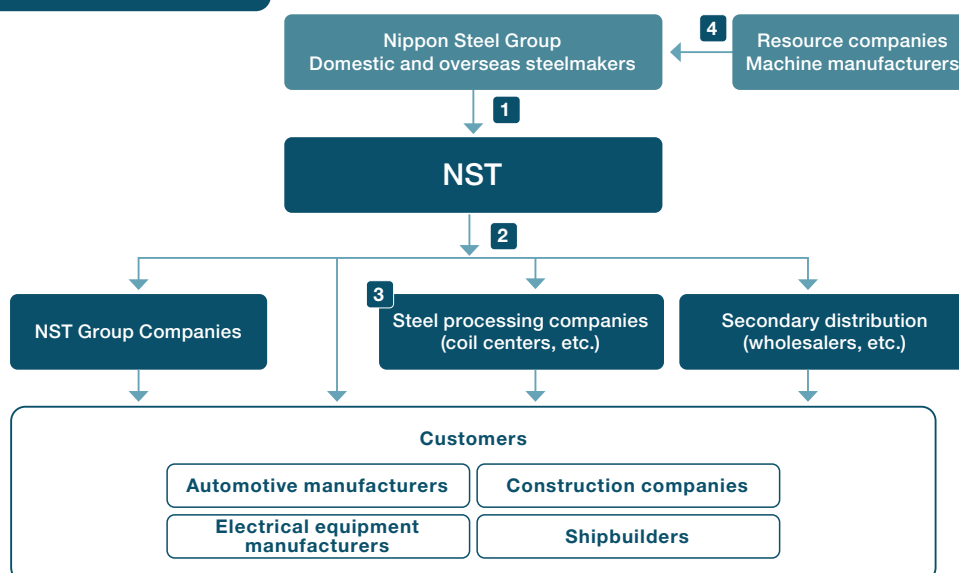 Nippon Steel Group
Domestic and overseas steelmakers
4
Resource companies
Machine manufacturers
1
NST
2
NST Group Companies
3
Steel processing companies
(coil centers, etc.)
Secondary distribution
(wholesalers, etc.)
Customers
Automotive manufacturers
Construction companies
Electrical equipment
manufacturers
Shipbuilders